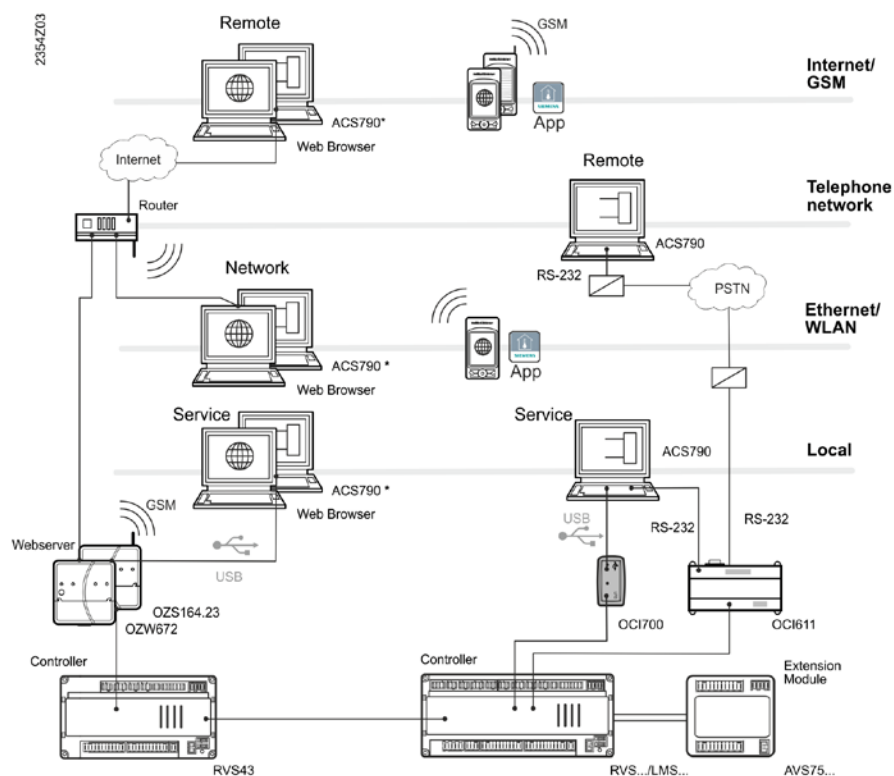 2354Z03
Remote
GSM
Internet/
GSM
ACS790*
App
Web Browser
Internet
Remote
Router
Telephone
network
ACS790
RS-232
Network
PSTN
Ethernet/
WLAN
ACS790 *
App
Web Browser
Service
Service
ACS790
Local
ACS790 *
GSM
Web Browser
USB
RS-232
RS-232
Webserver
USB
OZS164.23
OZW672
OCI700
OCI611
Controller
Controller
Extension
Module
RVS43
RVS.../LMS...
AVS75...